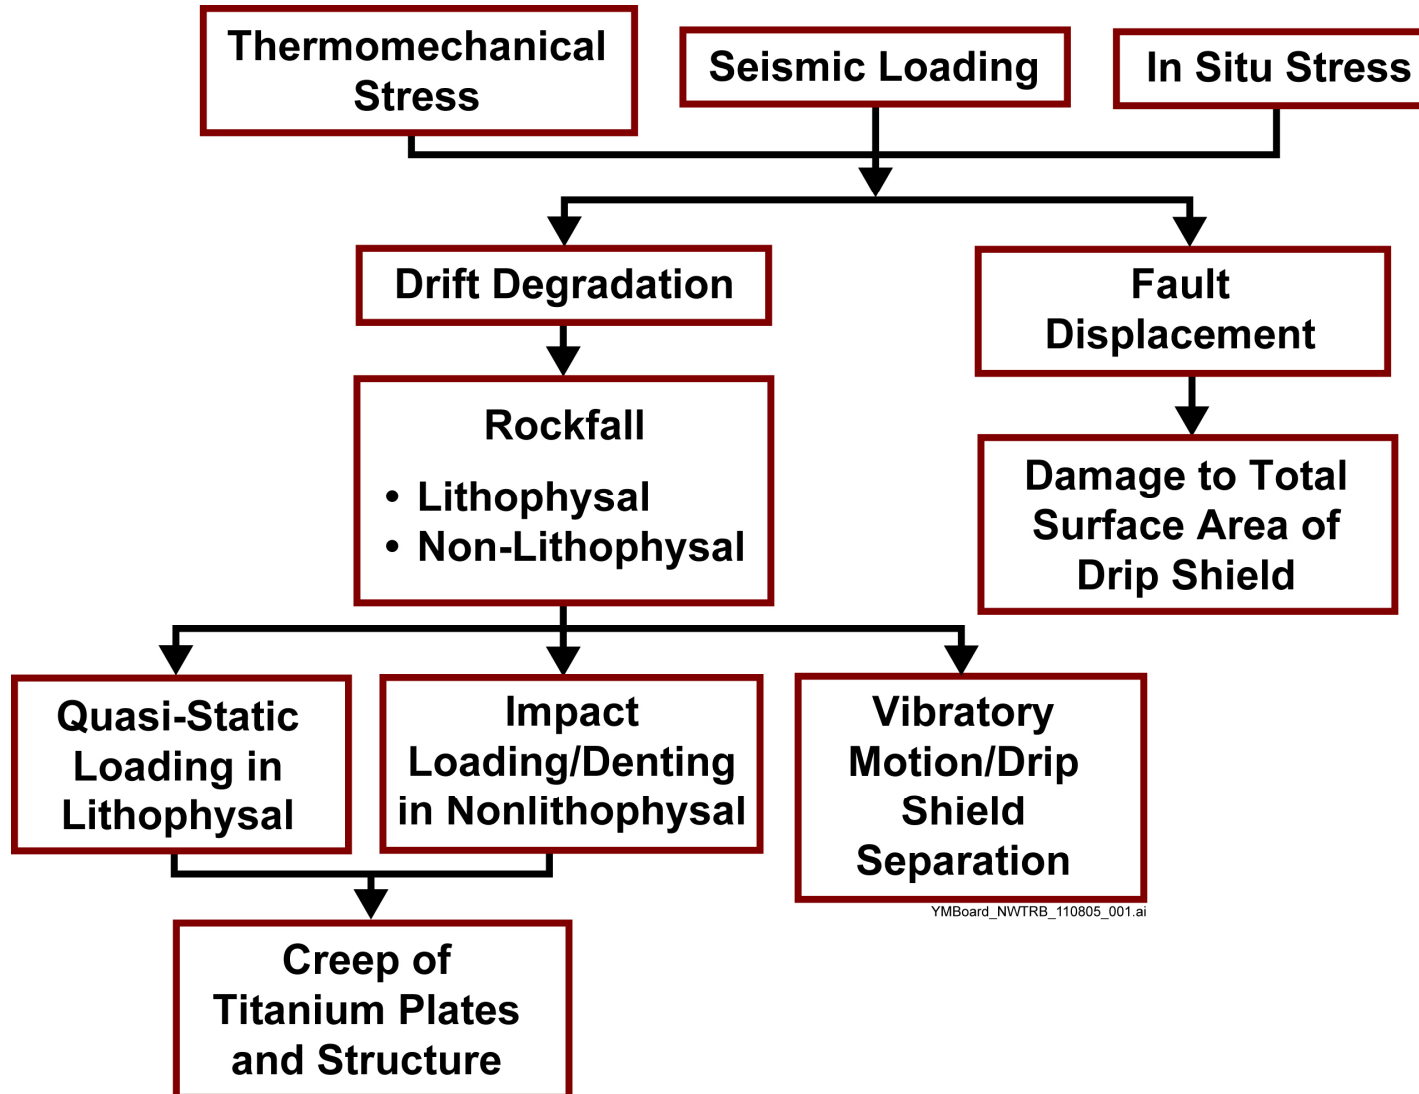 Thermomechanical
Stress
Seismic Loading
In Situ Stress
Drift Degradation
Fault
Displacement
Rockfall
• Lithophysal
• Non-Lithophysal
Damage to Total
Surface Area of
Drip Shield
Quasi-Static
Loading in
Lithophysal
Impact
Loading/Denting
in Nonlithophysal
Vibratory
Motion/Drip
Shield
Separation
YMBoard_NWTRB_110805_001.ai
Creep of
Titanium Plates
and Structure